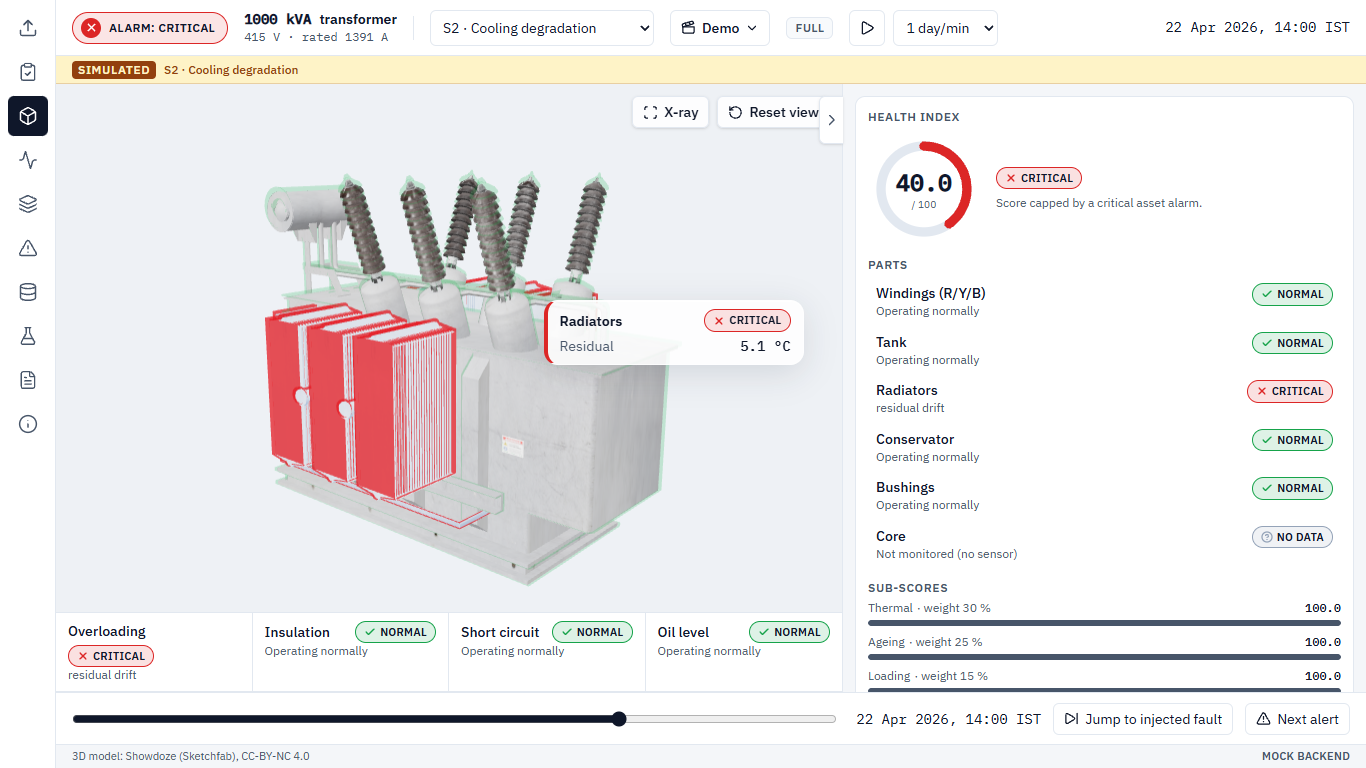 ALARM: CRITICAL
1000 kVA transformer
415 V · rated 1391 A
S2 · Cooling degradation
Demo
FULL
1 day/min
22 Apr 2026, 14:00 IST
SIMULATED S2 · Cooling degradation
X-ray
Reset view
Radiators CRITICAL
Residual 5.1 °C
HEALTH INDEX
40.0
/ 100
CRITICAL
Score capped by a critical asset alarm.
PARTS
Windings (R/Y/B) NORMAL
Operating normally
Tank NORMAL
Operating normally
Radiators CRITICAL
residual drift
Conservator NORMAL
Operating normally
Bushings NORMAL
Operating normally
Core NO DATA
Not monitored (no sensor)
SUB-SCORES
Thermal · weight 30 % 100.0
Ageing · weight 25 % 100.0
Loading · weight 15 % 100.0
Overloading
CRITICAL
residual drift
Insulation NORMAL
Operating normally
Short circuit NORMAL
Operating normally
Oil level NORMAL
Operating normally
22 Apr 2026, 14:00 IST
Jump to injected fault
Next alert
3D model: Showdoze (Sketchfab), CC-BY-NC 4.0
MOCK BACKEND